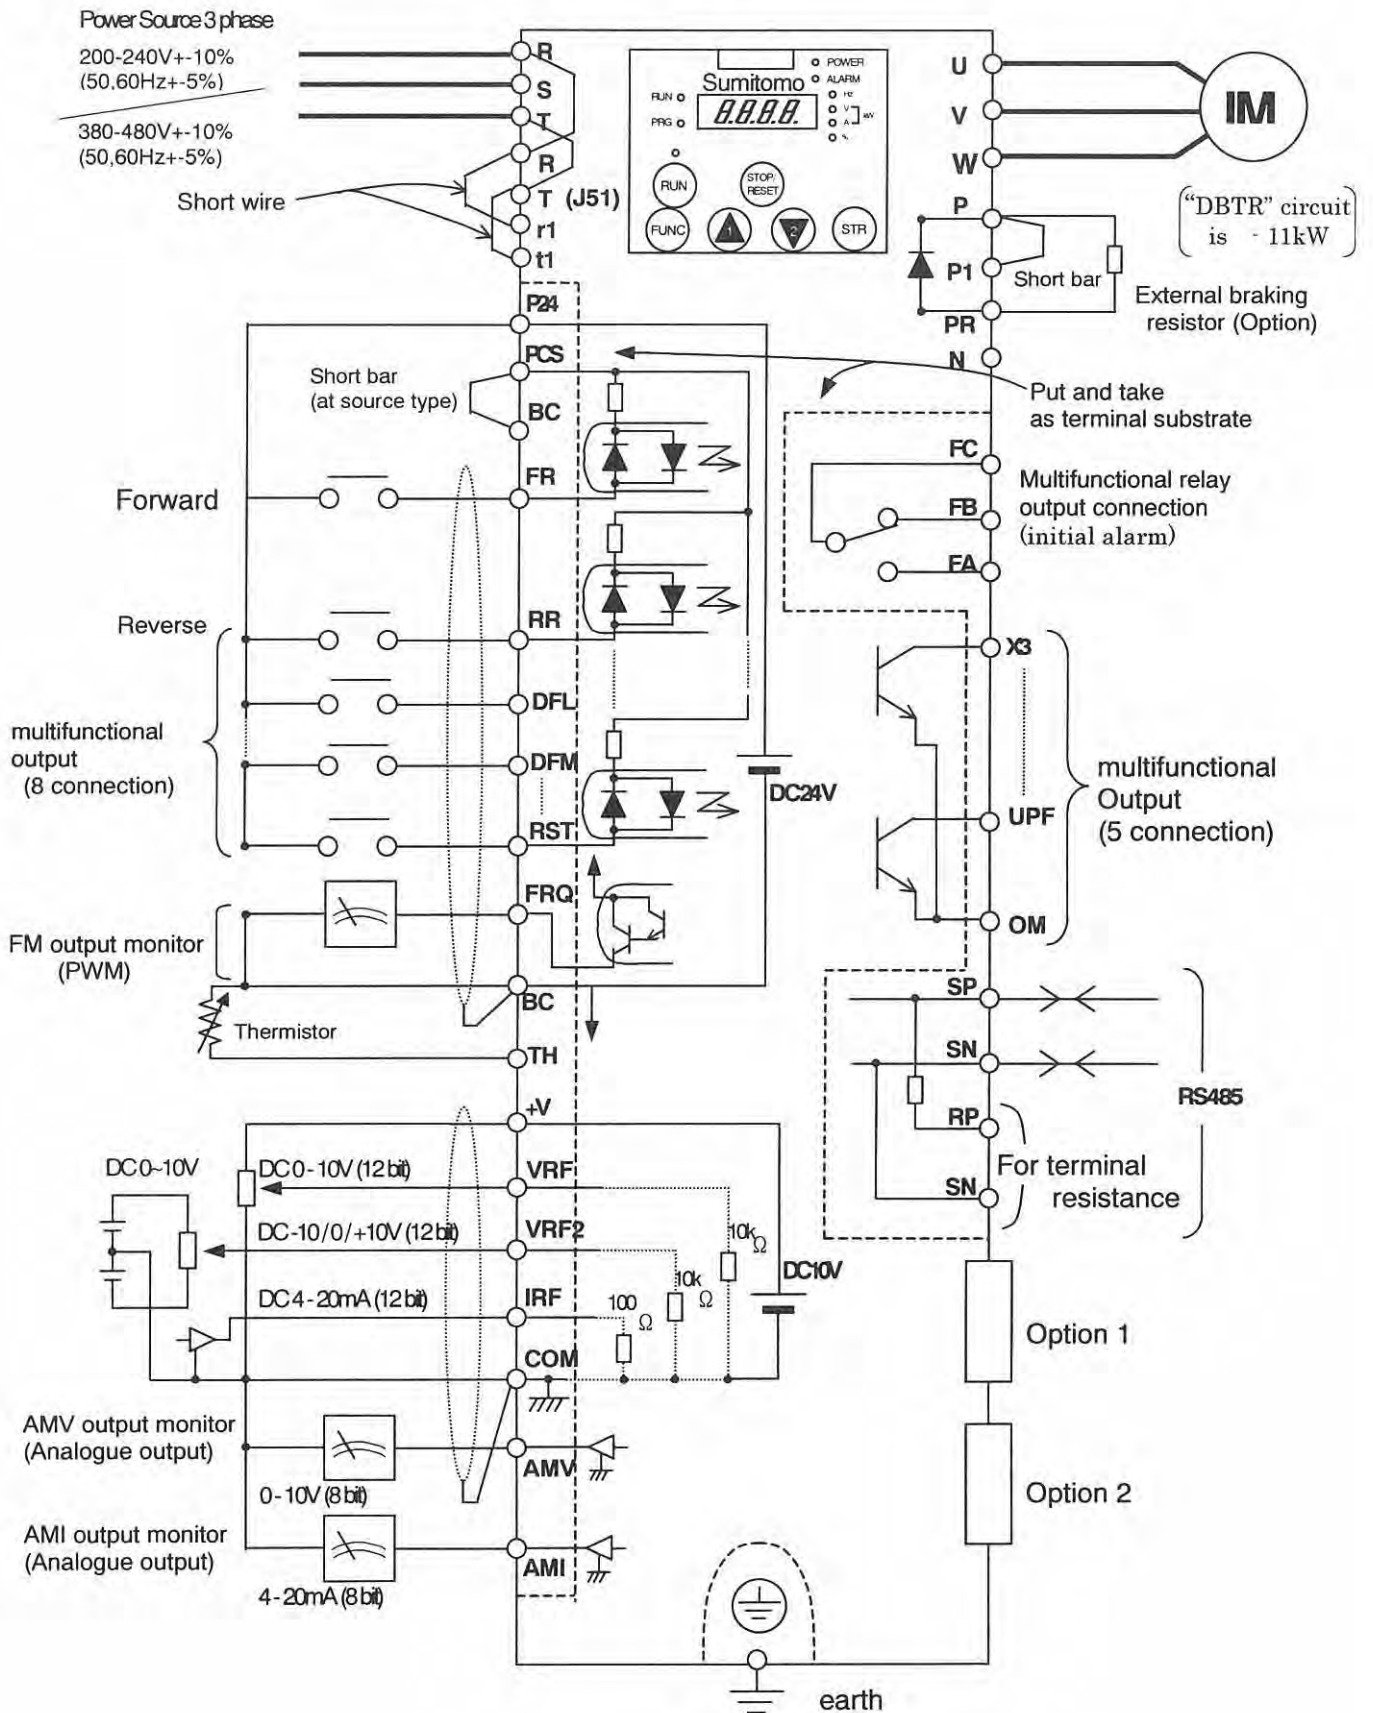 Power Source 3 phase
200-240V+-10%
(50,60Hz+-5%)
380-480V+-10%
(50,60Hz+-5%)
Short wire
R
S
T
R
T (J51)
r1
t1
Sumitomo
POWER
ALARM
RUN
Hz
V
kW
PRG
A
%
8.8.8.8.
RUN
STOP/
RESET
FUNC
1
2
STR
U
V
W
IM
P
P1
PR
N
Short bar
"DBTR" circuit
is - 11kW
External braking
resistor (Option)
Put and take
as terminal substrate
P24
PCS
Short bar
(at source type)
BC
FR
Forward
Reverse
RR
DFL
multifunctional
output
(8 connection)
DFM
RST
DC24V
FRQ
FM output monitor
(PWM)
BC
Thermistor
TH
FC
FB
FA
Multifunctional relay
output connection
(initial alarm)
X3
UPF
OM
multifunctional
Output
(5 connection)
SP
SN
RP
SN
RS485
For terminal
resistance
+V
DC0~10V
DC0-10V(12bit)
VRF
DC-10/0/+10V(12bit)
VRF2
DC4-20mA(12bit)
IRF
COM
10k
Ω
10k
Ω
100
Ω
DC10V
Option 1
Option 2
AMV output monitor
(Analogue output)
0-10V(8bit)
AMV
AMI output monitor
(Analogue output)
4-20mA(8bit)
AMI
earth